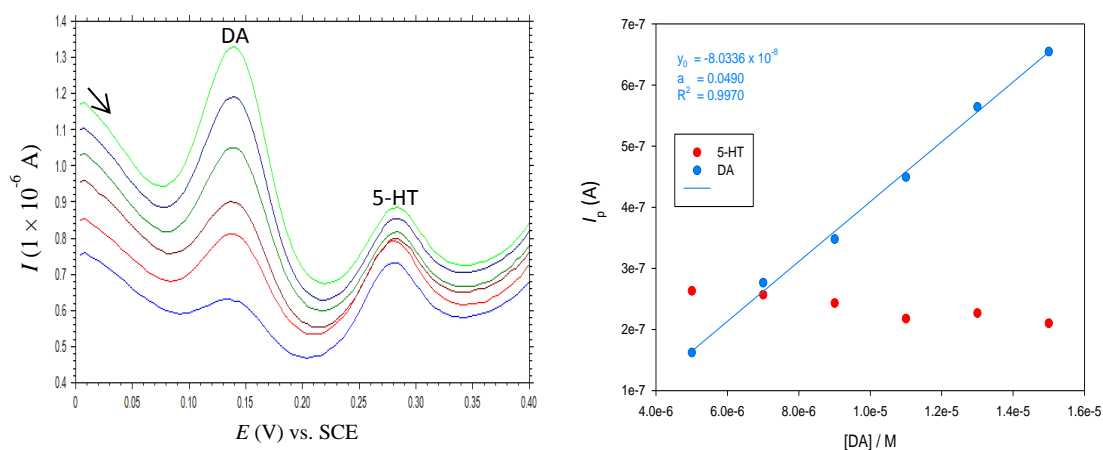 1.4
1.3
1.2
1.1
1.0
0.9
0.8
0.7
0.6
0.5
0.4
I (1 × 10⁻⁶ A)
DA
5-HT
0 0.05 0.10 0.15 0.20 0.25 0.30 0.35 0.40
E (V) vs. SCE
7e-7
6e-7
5e-7
4e-7
3e-7
2e-7
1e-7
Iₚ (A)
y₀ = -8.0336 x 10⁻⁸
a = 0.0490
R² = 0.9970
5-HT
DA
4.0e-6 8.0e-6 1.0e-5 1.2e-5 1.4e-5 1.6e-5
[DA] / M